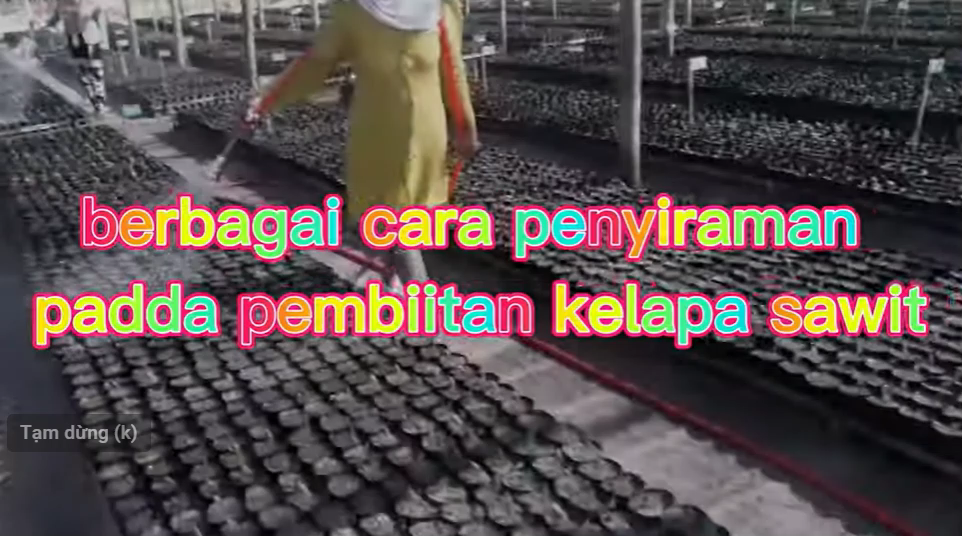 berbagai cara penyiraman
padda pembiitan kelapa sawit
Tạm dừng (k)